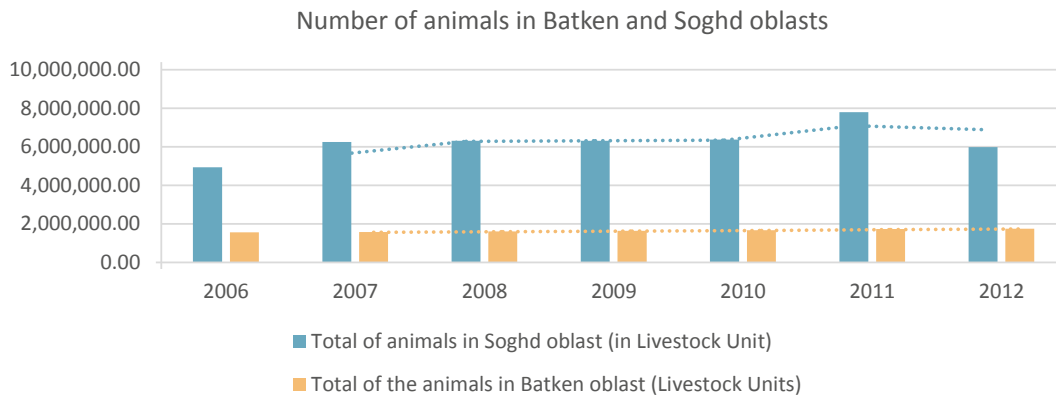 Number of animals in Batken and Soghd oblasts
10,000,000.00
8,000,000.00
6,000,000.00
4,000,000.00
2,000,000.00
0.00
2006 2007 2008 2009 2010 2011 2012
Total of animals in Soghd oblast (in Livestock Unit)
Total of the animals in Batken oblast (Livestock Units)